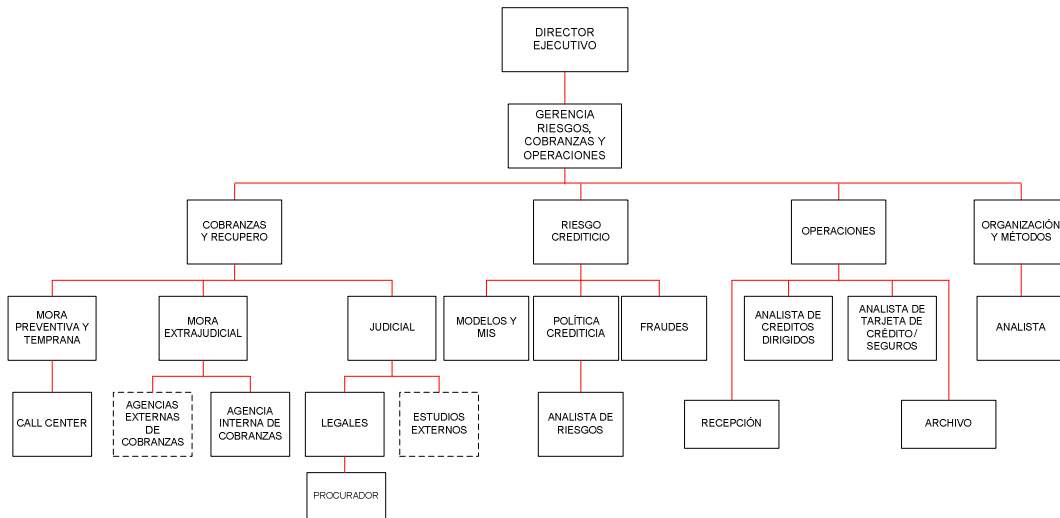 DIRECTOR
EJECUTIVO
GERENCIA
RIESGOS,
COBRANZAS Y
OPERACIONES
COBRANZAS
Y RECUPERO
RIESGO
CREDITICIO
OPERACIONES
ORGANIZACIÓN
Y MÉTODOS
MORA
PREVENTIVA Y
TEMPRANA
MORA
EXTRAJUDICIAL
JUDICIAL
MODELOS Y
MIS
POLÍTICA
CREDITICIA
FRAUDES
ANALISTA DE
CREDITOS
DIRIGIDOS
ANALISTA DE
TARJETA DE
CRÉDITO /
SEGUROS
ANALISTA
CALL CENTER
AGENCIAS
EXTERNAS
DE
COBRANZAS
AGENCIA
INTERNA DE
COBRANZAS
LEGALES
ESTUDIOS
EXTERNOS
ANALISTA DE
RIESGOS
RECEPCIÓN
ARCHIVO
PROCURADOR